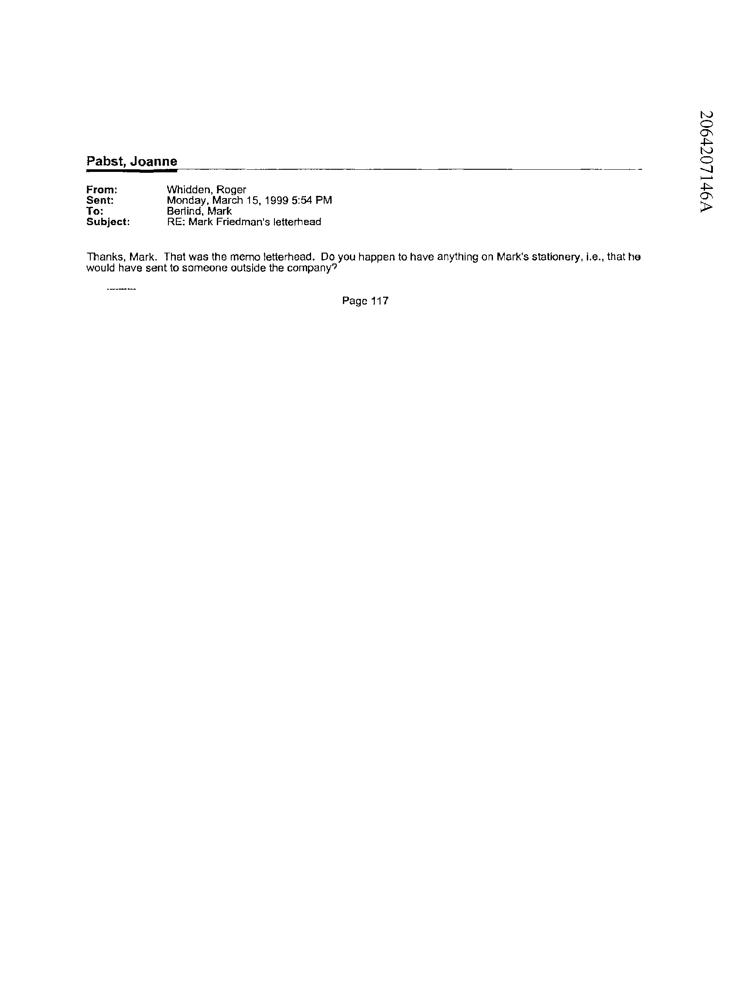 2064207146A
Pabst, Joanne
From: Whidden, Roger
Sent: Monday, March 15, 1999 5:54 PM
To: Berlind, Mark
Subject: RE: Mark Friedman's letterhead
Thanks, Mark. That was the memo letterhead. Do you happen to have anything on Mark's stationery, i.e., that he
would have sent to someone outside the company?
----------
Page 117